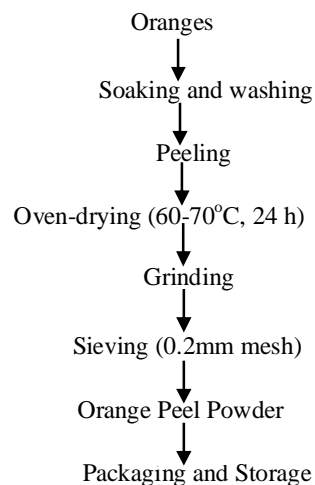 Oranges
Soaking and washing
Peeling
Oven-drying (60-70°C, 24 h)
Grinding
Sieving (0.2mm mesh)
Orange Peel Powder
Packaging and Storage